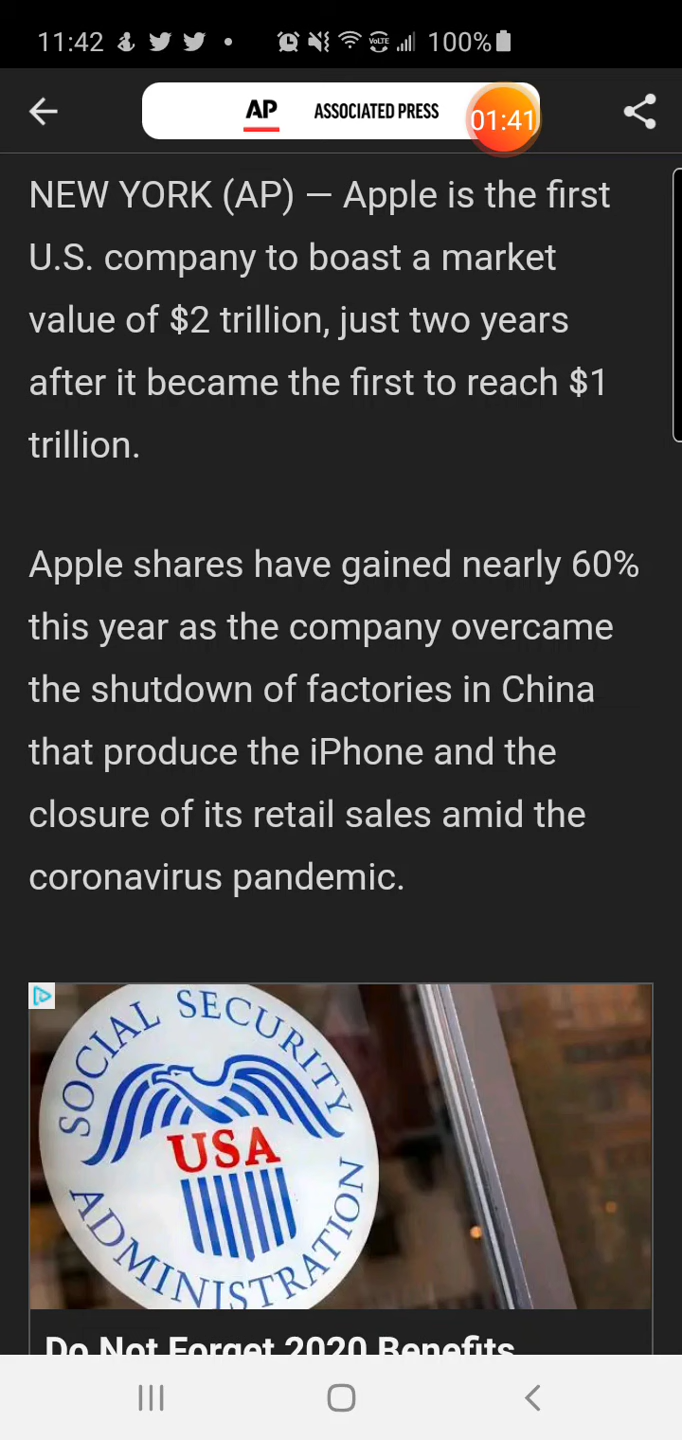 11:42 VoLTE 100%
AP ASSOCIATED PRESS 01:41
NEW YORK (AP) — Apple is the first
U.S. company to boast a market
value of $2 trillion, just two years
after it became the first to reach $1
trillion.
Apple shares have gained nearly 60%
this year as the company overcame
the shutdown of factories in China
that produce the iPhone and the
closure of its retail sales amid the
coronavirus pandemic.
SOCIAL SECURITY
USA
ADMINISTRATION
Do Not Forget 2020 Benefits